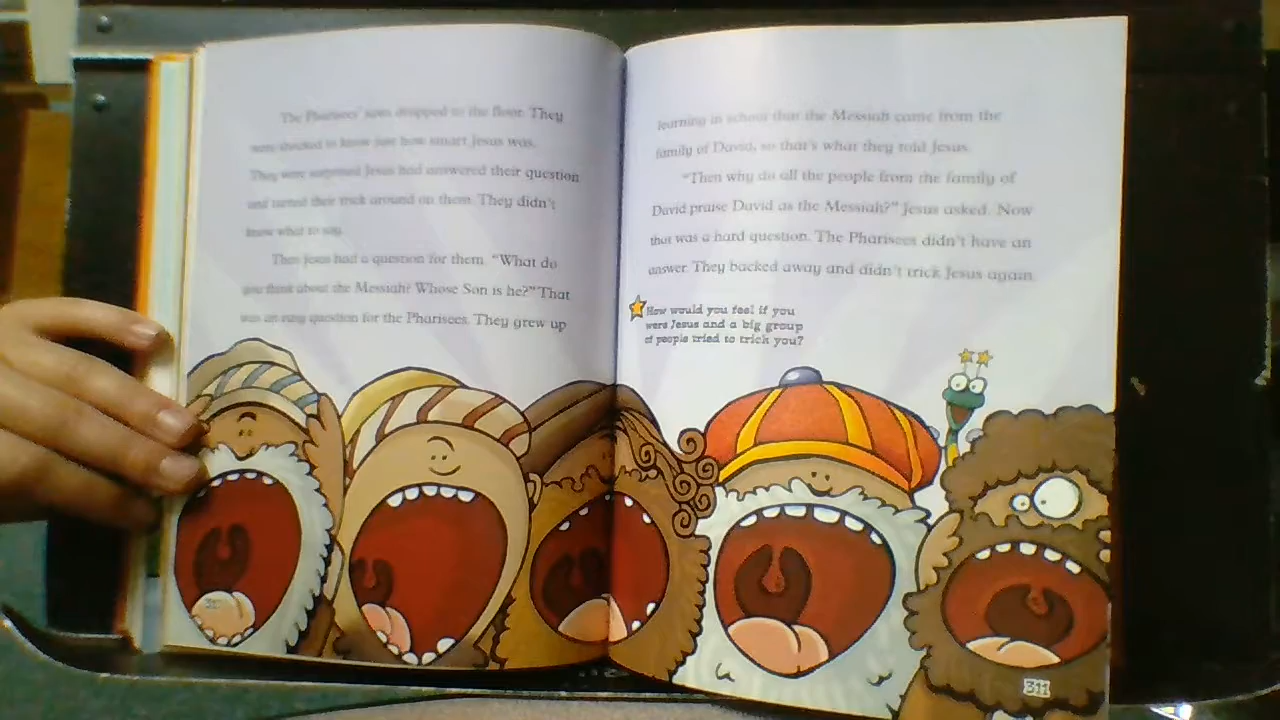 The Pharisees' jaws dropped to the floor. They
were shocked to know just how smart Jesus was.
They were surprised Jesus had answered their question
and turned their trick around on them. They didn't
know what to say.
Then Jesus had a question for them. "What do
you think about the Messiah? Whose Son is he?" That
was an easy question for the Pharisees. They grew up
learning in school that the Messiah came from the
family of David, so that's what they told Jesus.
"Then why do all the people from the family of
David praise David as the Messiah?" Jesus asked. Now
that was a hard question. The Pharisees didn't have an
answer. They backed away and didn't trick Jesus again.
How would you feel if you
were Jesus and a big group
of people tried to trick you?
311